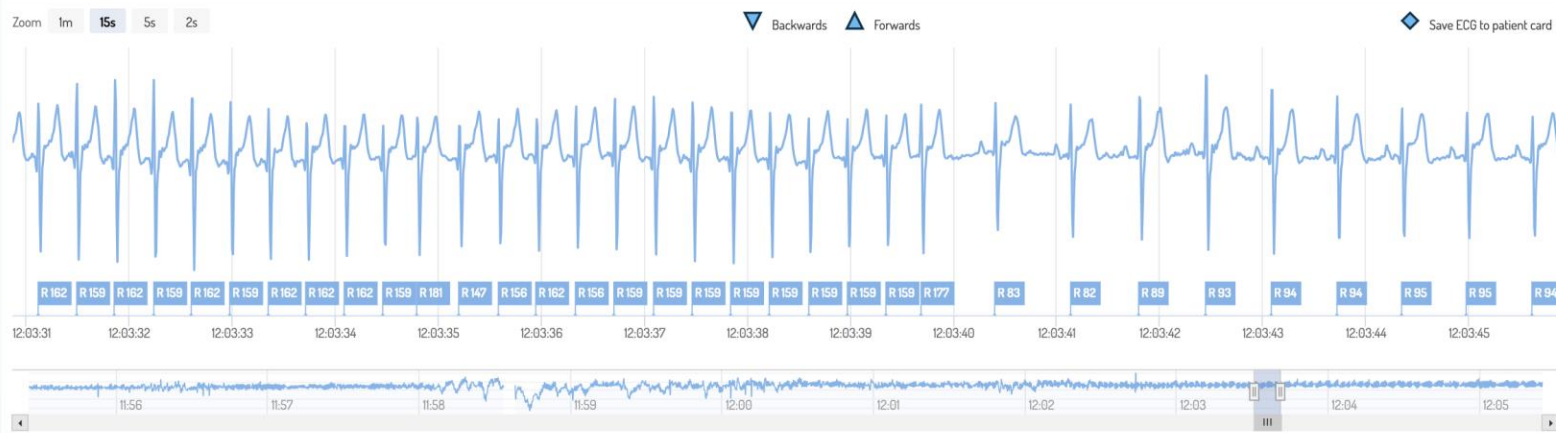 Zoom 1m 15s 5s 2s Backwards Forwards Save ECG to patient card
R 162 R 159 R 162 R 159 R 162 R 159 R 162 R 162 R 162 R 159 R 181 R 147 R 156 R 162 R 156 R 159 R 159 R 159 R 159 R 159 R 159 R 159 R 159 R 177 R 83 R 82 R 89 R 93 R 94 R 94 R 95 R 95 R 94
12:03:31 12:03:32 12:03:33 12:03:34 12:03:35 12:03:36 12:03:37 12:03:38 12:03:39 12:03:40 12:03:41 12:03:42 12:03:43 12:03:44 12:03:45
11:56 11:57 11:58 11:59 12:00 12:01 12:02 12:03 12:04 12:05